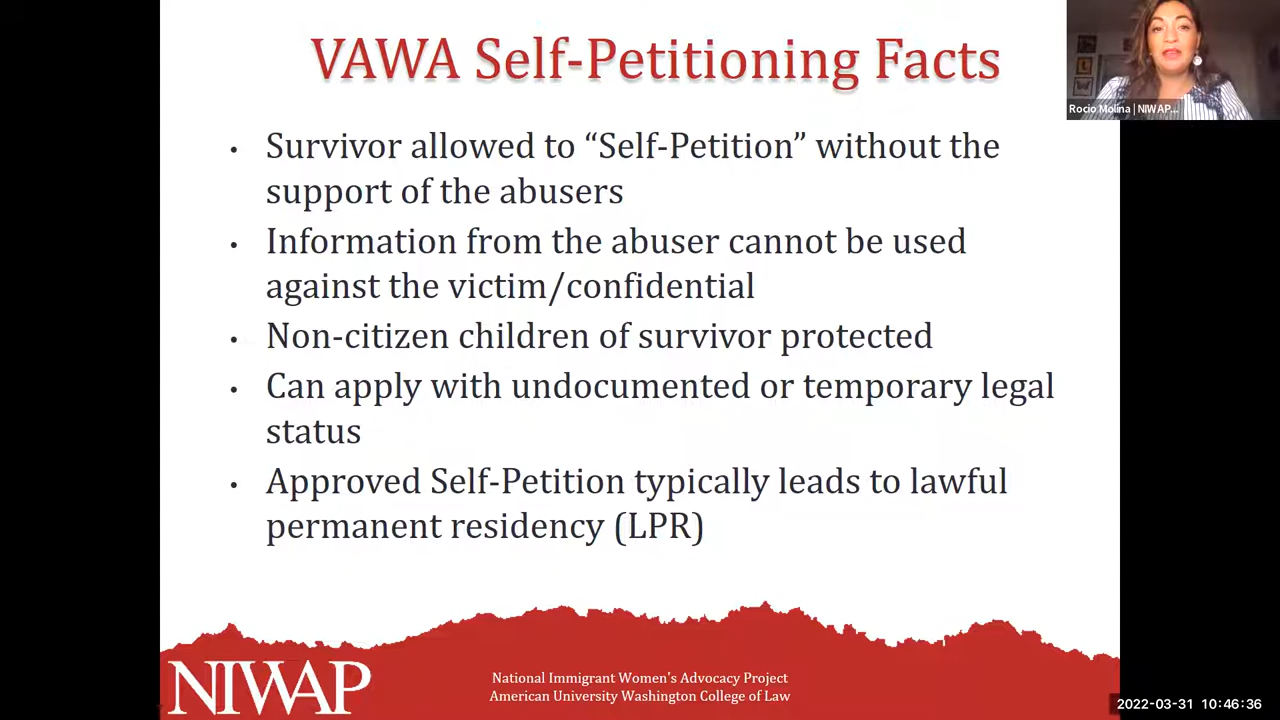 VAWA Self-Petitioning Facts
Rocio Molina | NIWAP...
• Survivor allowed to “Self-Petition” without the
support of the abusers
• Information from the abuser cannot be used
against the victim/confidential
• Non-citizen children of survivor protected
• Can apply with undocumented or temporary legal
status
• Approved Self-Petition typically leads to lawful
permanent residency (LPR)
NIWAP
National Immigrant Women's Advocacy Project
American University Washington College of Law
2022-03-31 10:46:36